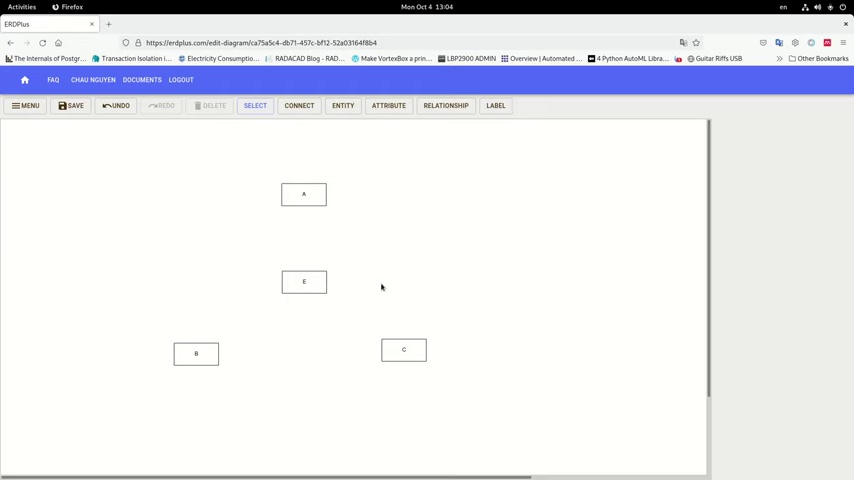 Activities Firefox Mon Oct 4 13:04 en
ERDPlus
https://erdplus.com/edit-diagram/ca75a5c4-db71-457c-bf12-52a03164f8b4
The Internals of Postgr... Transaction Isolation i... Electricity Consumptio... RADACAD Blog - RAD... Make VortexBox a prin... LBP2900 ADMIN Overview | Automated ... 4 Python AutoML Libra... Guitar Riffs USB Other Bookmarks
FAQ CHAU NGUYEN DOCUMENTS LOGOUT
MENU SAVE UNDO REDO DELETE SELECT CONNECT ENTITY ATTRIBUTE RELATIONSHIP LABEL
A
E
B C